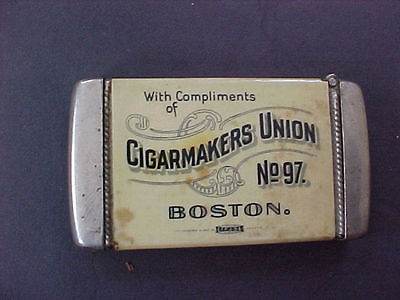 With Compliments
of
CIGARMAKERS UNION
No 97.
BOSTON.